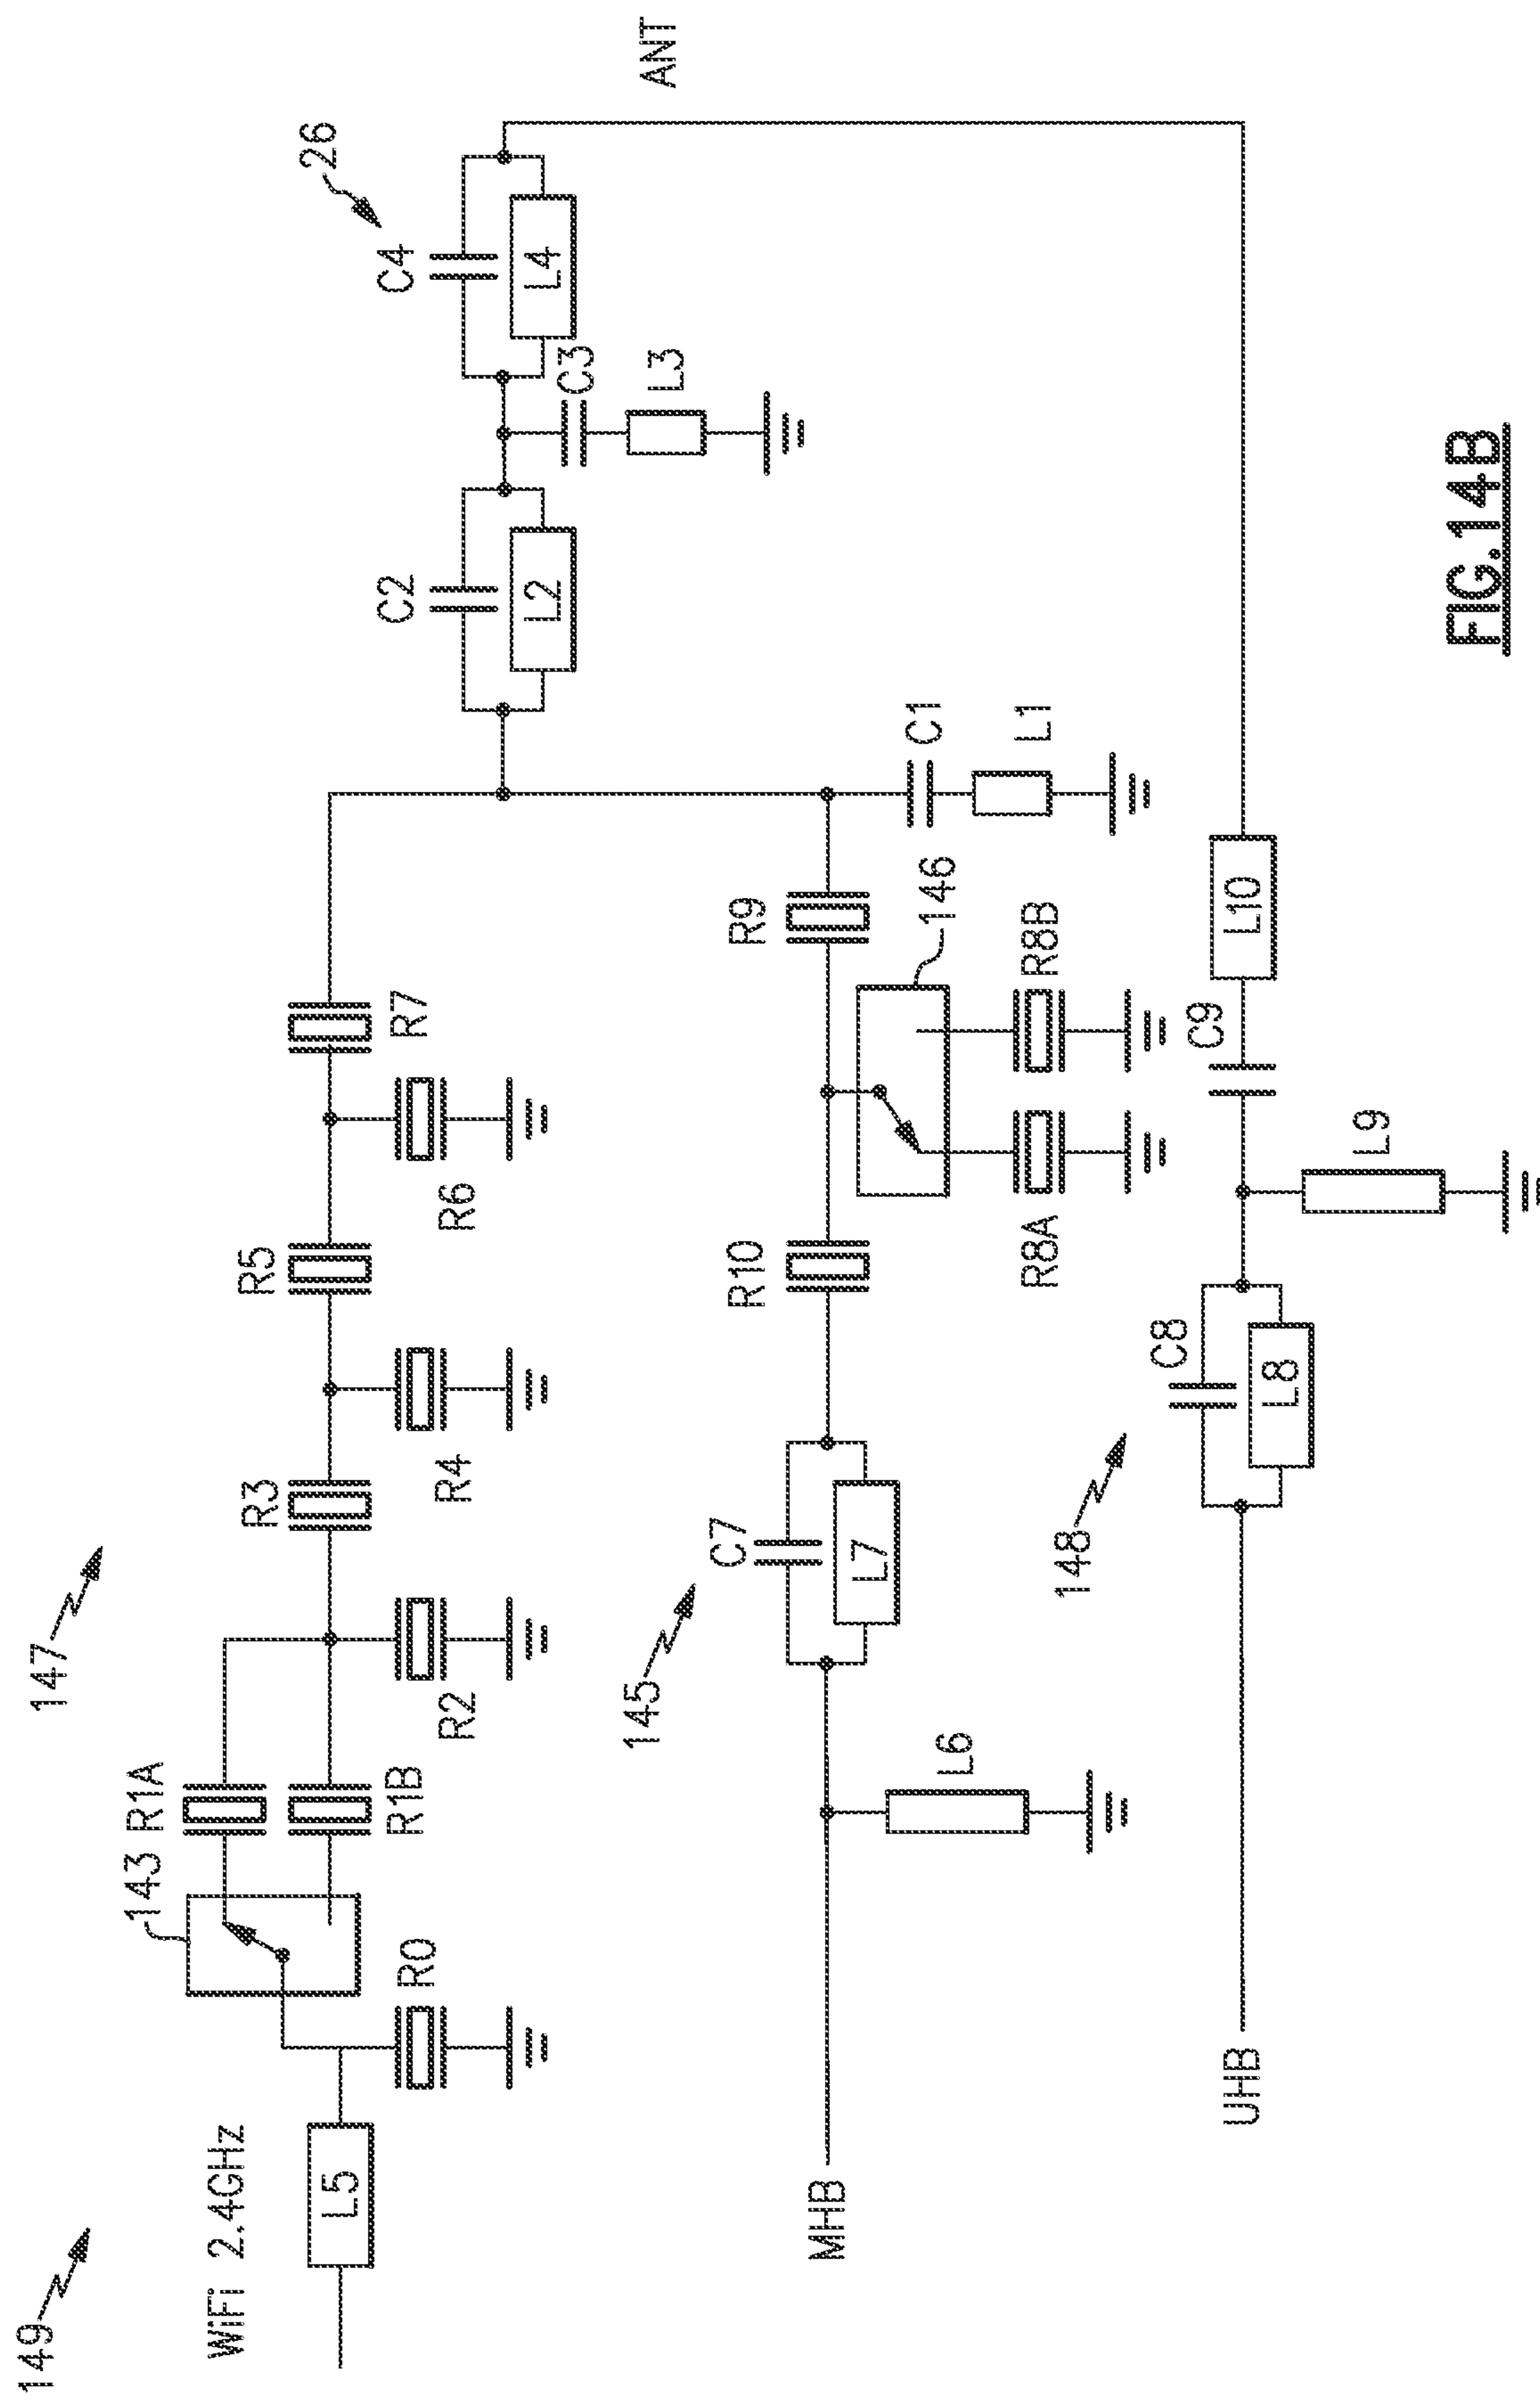 149
147
WiFi 2.4GHz
L5
R0
143
R1A
R1B
R2
R3
R4
R5
R6
R7
C2
L2
C3
L3
C4
L4
26
ANT
145
MHB
L6
C7
L7
R10
R9
146
R8A
R8B
C1
L1
148
UHB
C8
L8
L9
C9
L10
FIG.14B